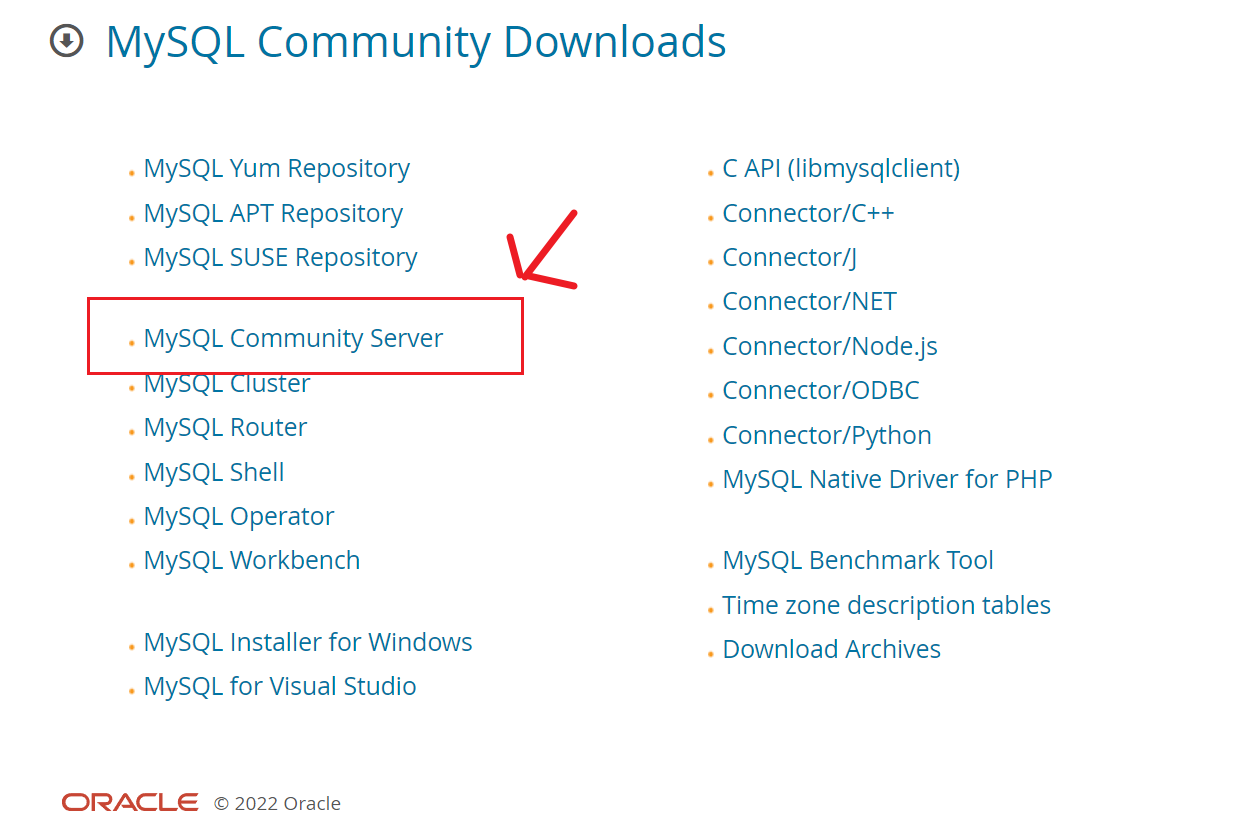 MySQL Community Downloads
MySQL Yum Repository
MySQL APT Repository
MySQL SUSE Repository
MySQL Community Server
MySQL Cluster
MySQL Router
MySQL Shell
MySQL Operator
MySQL Workbench
MySQL Installer for Windows
MySQL for Visual Studio
C API (libmysqlclient)
Connector/C++
Connector/J
Connector/NET
Connector/Node.js
Connector/ODBC
Connector/Python
MySQL Native Driver for PHP
MySQL Benchmark Tool
Time zone description tables
Download Archives
ORACLE © 2022 Oracle